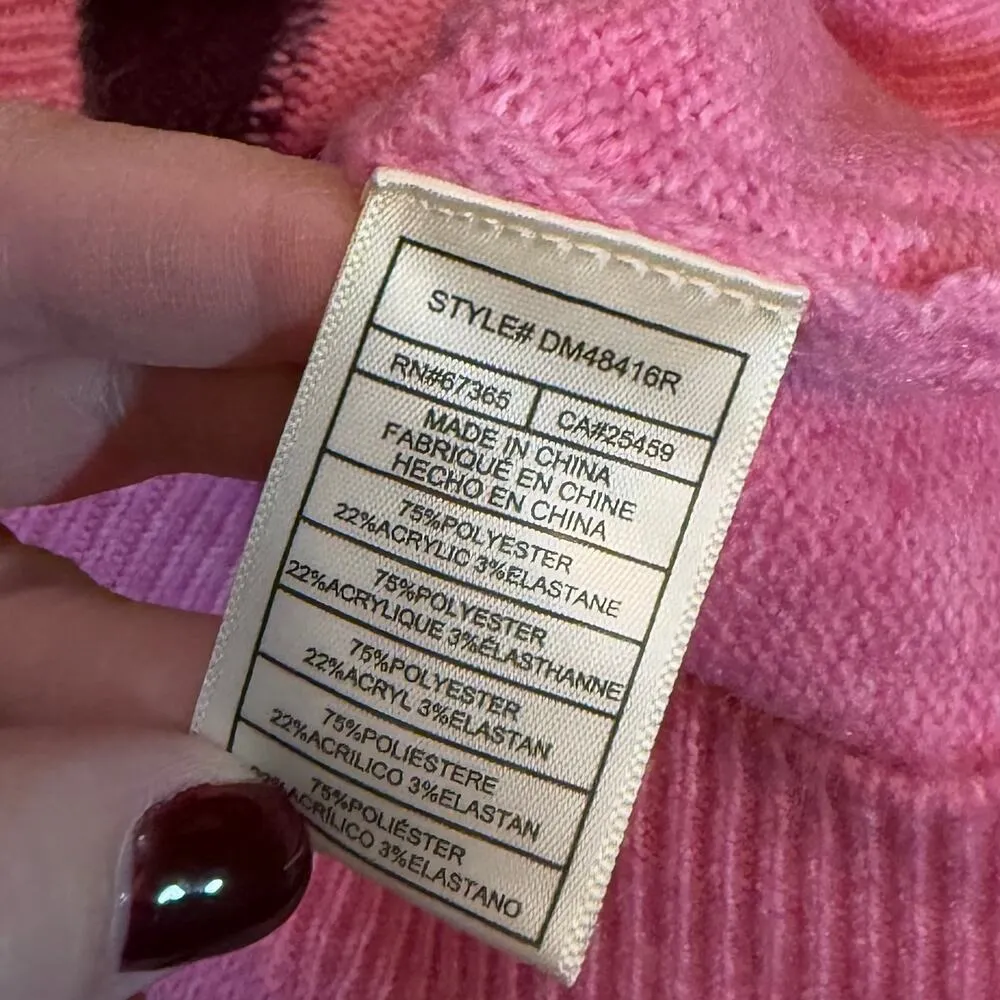 STYLE# DM48416R
RN#67365 CA#25459
MADE IN CHINA
FABRIQUÉ EN CHINE
HECHO EN CHINA
75%POLYESTER
22%ACRYLIC 3%ELASTANE
75%POLYESTER
22%ACRYLIQUE 3%ÉLASTHANNE
75%POLYESTER
22%ACRYL 3%ELASTAN
75%POLIESTERE
22%ACRILICO 3%ELASTAN
75%POLIÉSTER
22%ACRÍLICO 3%ELASTANO